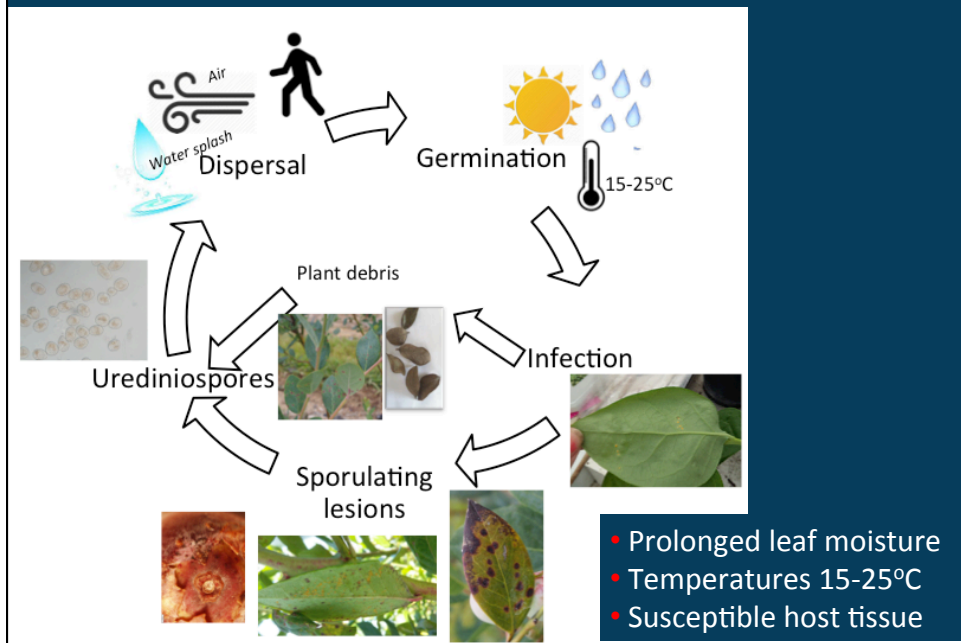 Air
Water splash
Dispersal
Germination
15-25°C
Plant debris
Urediniospores
Infection
Sporulating
lesions
• Prolonged leaf moisture
• Temperatures 15-25°C
• Susceptible host tissue